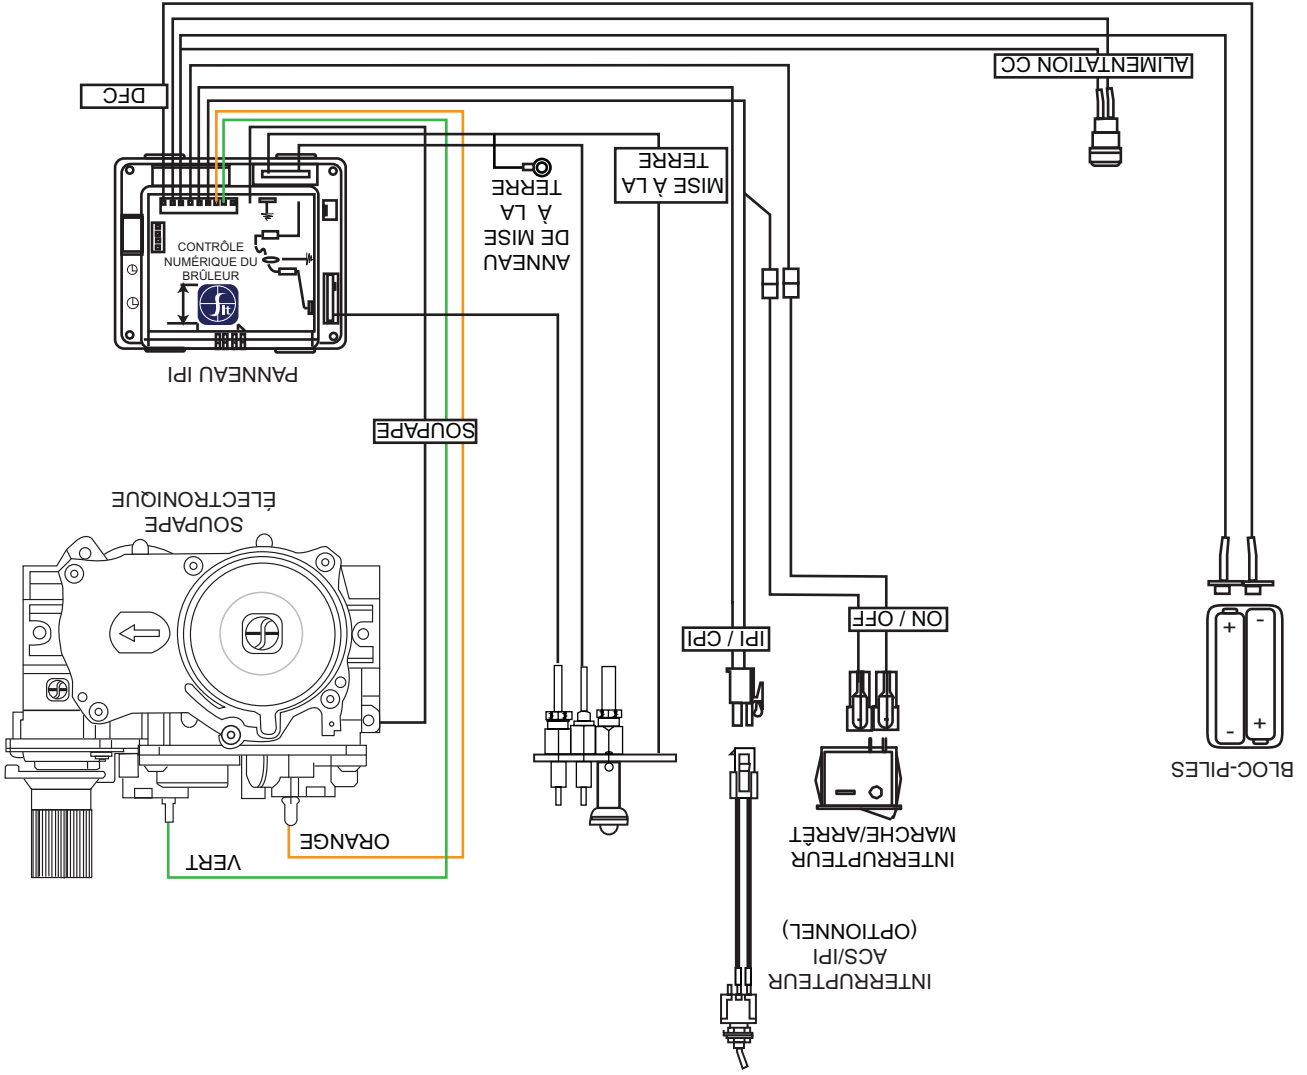 INTERRUPTEUR
ACS/IPI
(OPTIONNEL)
INTERRUPTEUR
MARCHE/ARRÊT
VERT
ORANGE
BLOC-PILES
+
-
-
+
IPI / CPI
ON / OFF
SOUPAPE
ÉLECTRONIQUE
SOUPAPE
PANNEAU IPI
CONTRÔLE
NUMÉRIQUE DU
BRÛLEUR
lt
ANNEAU
DE MISE
À LA
TERRE
MISE À LA
TERRE
DFC
ALIMENTATION CC